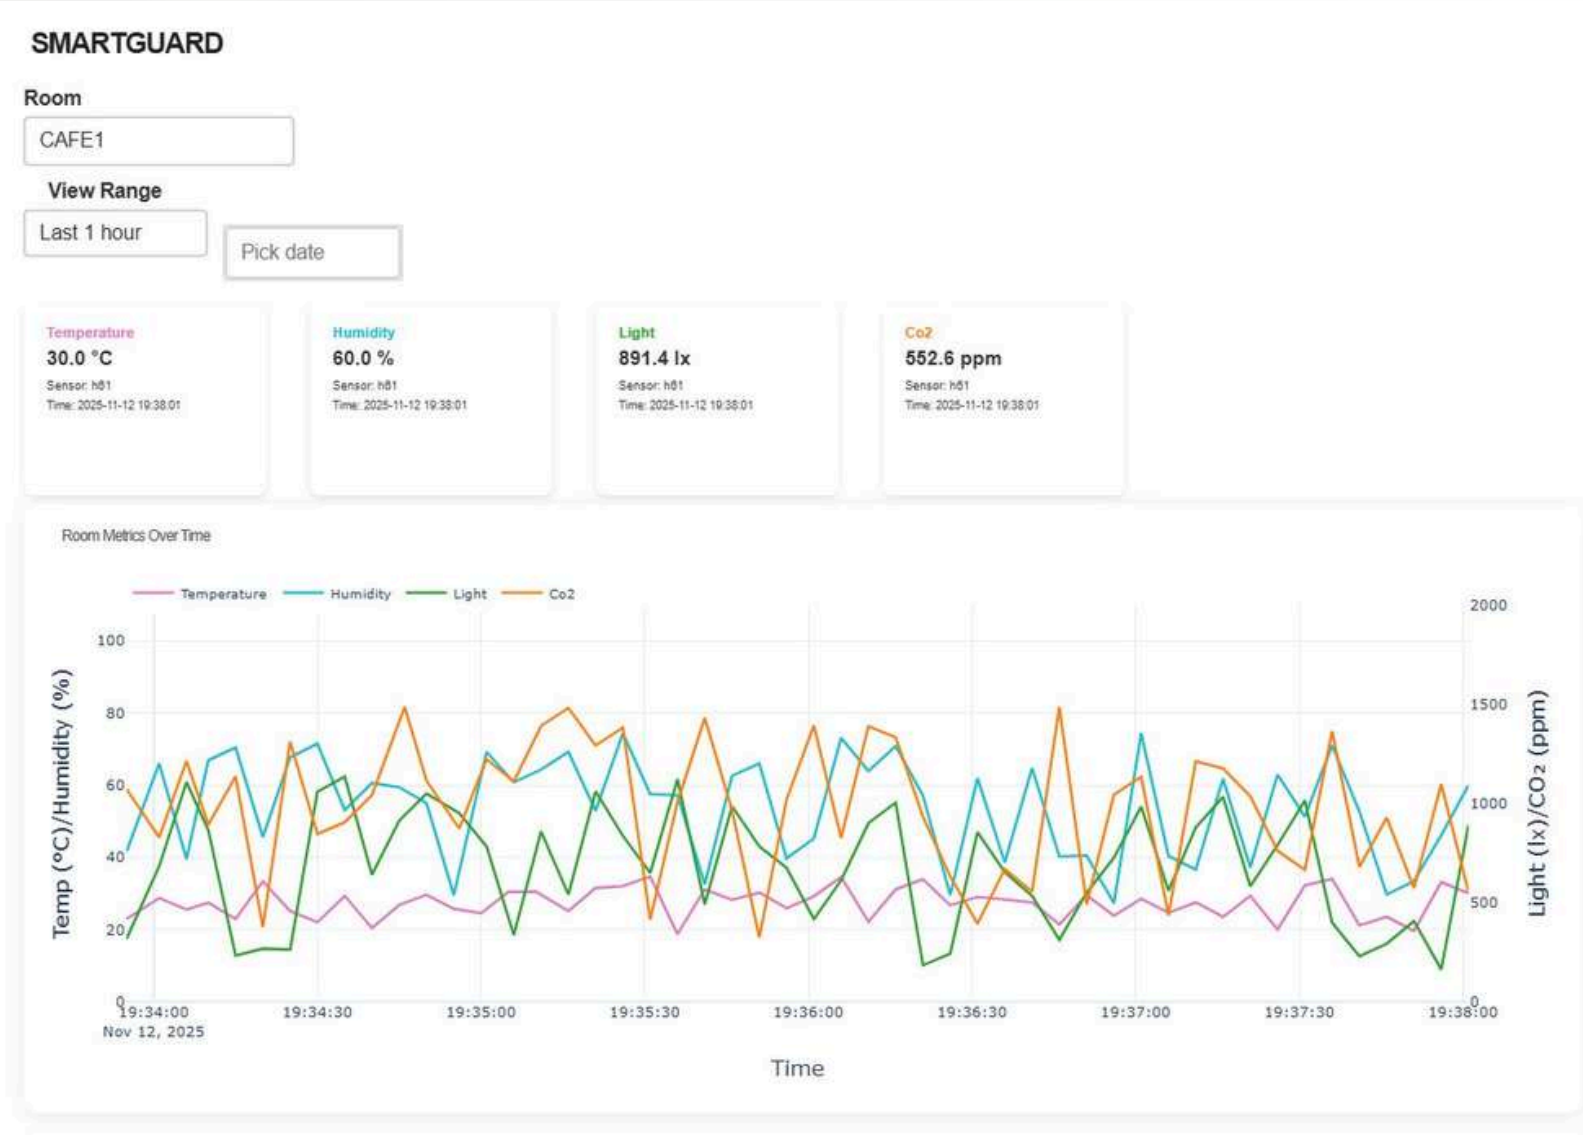 SMARTGUARD
Room
CAFE1
View Range
Last 1 hour
Pick date
Temperature
30.0 °C
Sensor: h61
Time: 2025-11-12 19:38:01
Humidity
60.0 %
Sensor: h61
Time: 2025-11-12 19:38:01
Light
891.4 lx
Sensor: h61
Time: 2025-11-12 19:38:01
Co2
552.6 ppm
Sensor: h61
Time: 2025-11-12 19:38:01
Room Metrics Over Time
Temperature Humidity Light Co2
Temp (°C)/Humidity (%)
100
80
60
40
20
0
2000
1500
1000
500
0
Light (lx)/CO₂ (ppm)
19:34:00 19:34:30 19:35:00 19:35:30 19:36:00 19:36:30 19:37:00 19:37:30 19:38:00
Nov 12, 2025
Time